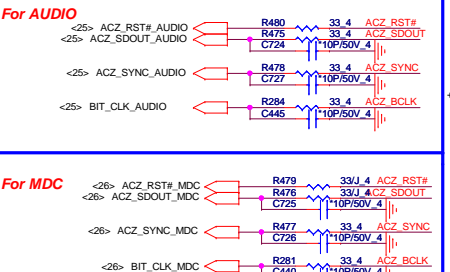 For AUDIO
<25> ACZ_RST#_AUDIO R480 33_4 ACZ_RST#
<25> ACZ_SDOUT_AUDIO R475 33_4 ACZ_SDOUT
C724 *10P/50V_4
<25> ACZ_SYNC_AUDIO R478 33_4 ACZ_SYNC
C727 *10P/50V_4
<25> BIT_CLK_AUDIO R284 33_4 ACZ_BCLK
C445 *10P/50V_4
For MDC
<26> ACZ_RST#_MDC R479 33/J_4 ACZ_RST#
<26> ACZ_SDOUT_MDC R476 33/J_4 ACZ_SDOUT
C725 *10P/50V_4
<26> ACZ_SYNC_MDC R477 33_4 ACZ_SYNC
C726 *10P/50V_4
<26> BIT_CLK_MDC R281 33_4 ACZ_BCLK
C440 *10P/50V_4